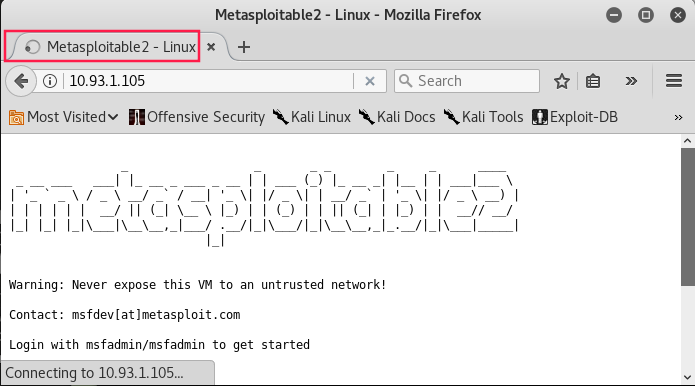 Metasploitable2 - Linux - Mozilla Firefox
Metasploitable2 - Linux
10.93.1.105
Search
Most Visited
Offensive Security
Kali Linux
Kali Docs
Kali Tools
Exploit-DB
metasploitable2
Warning: Never expose this VM to an untrusted network!
Contact: msfdev[at]metasploit.com
Login with msfadmin/msfadmin to get started
Connecting to 10.93.1.105...